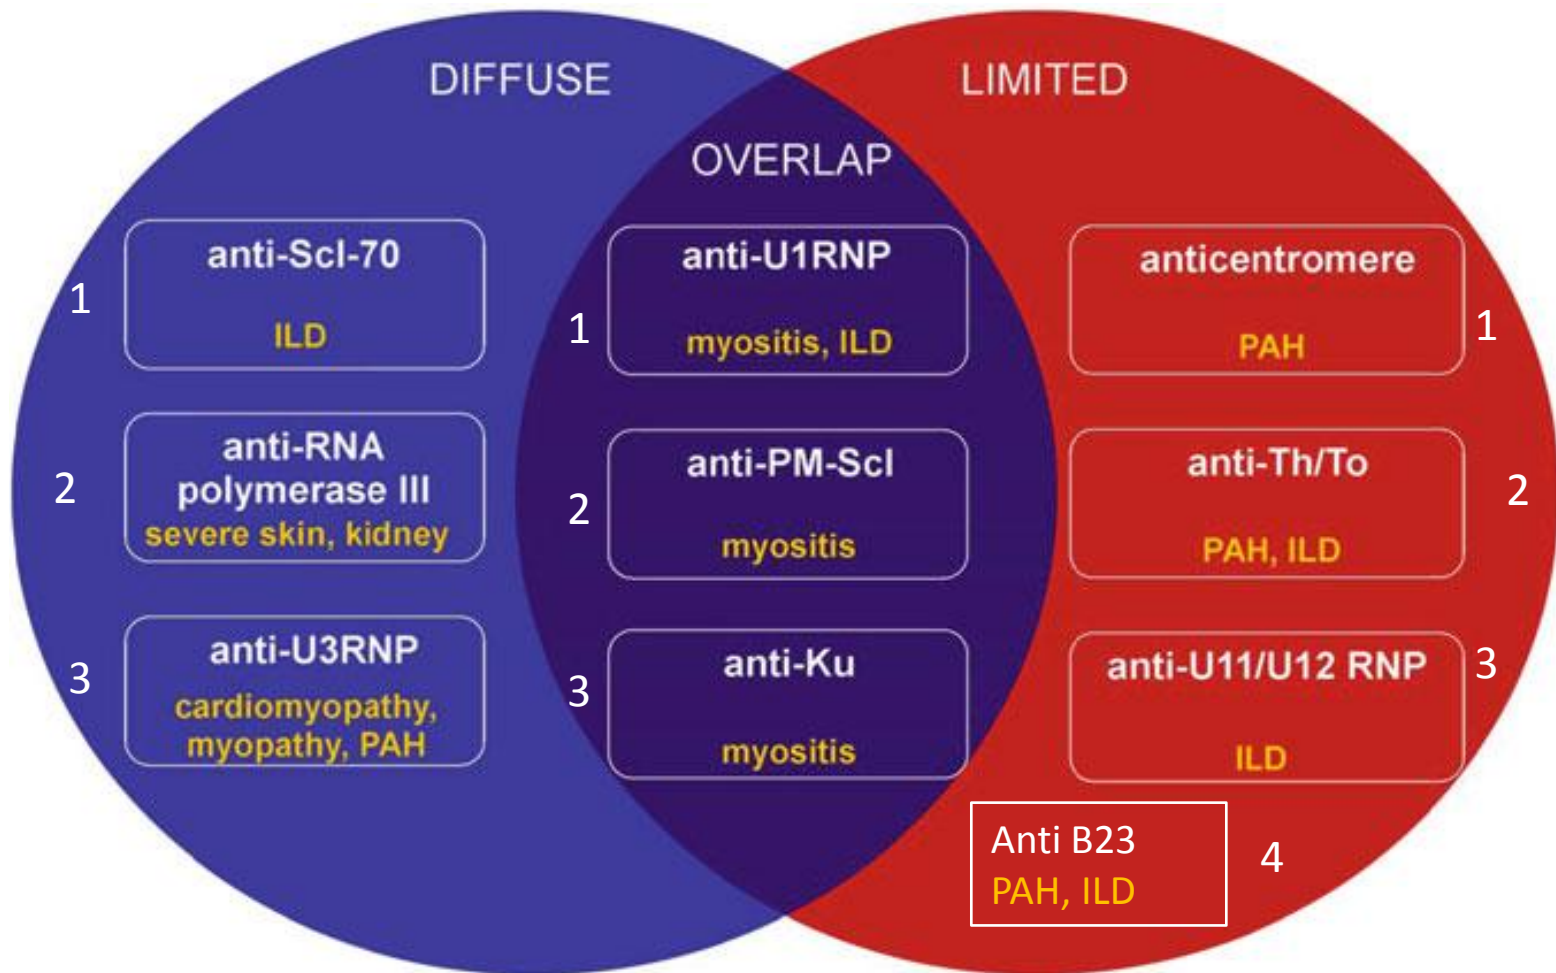 DIFFUSE
anti-Scl-70
ILD
1
anti-RNA
polymerase III
severe skin, kidney
2
anti-U3RNP
cardiomyopathy,
myopathy, PAH
3
OVERLAP
anti-U1RNP
myositis, ILD
1
anti-PM-Scl
myositis
2
anti-Ku
myositis
3
LIMITED
anticentromere
PAH
1
anti-Th/To
PAH, ILD
2
anti-U11/U12 RNP
ILD
3
Anti B23
PAH, ILD
4